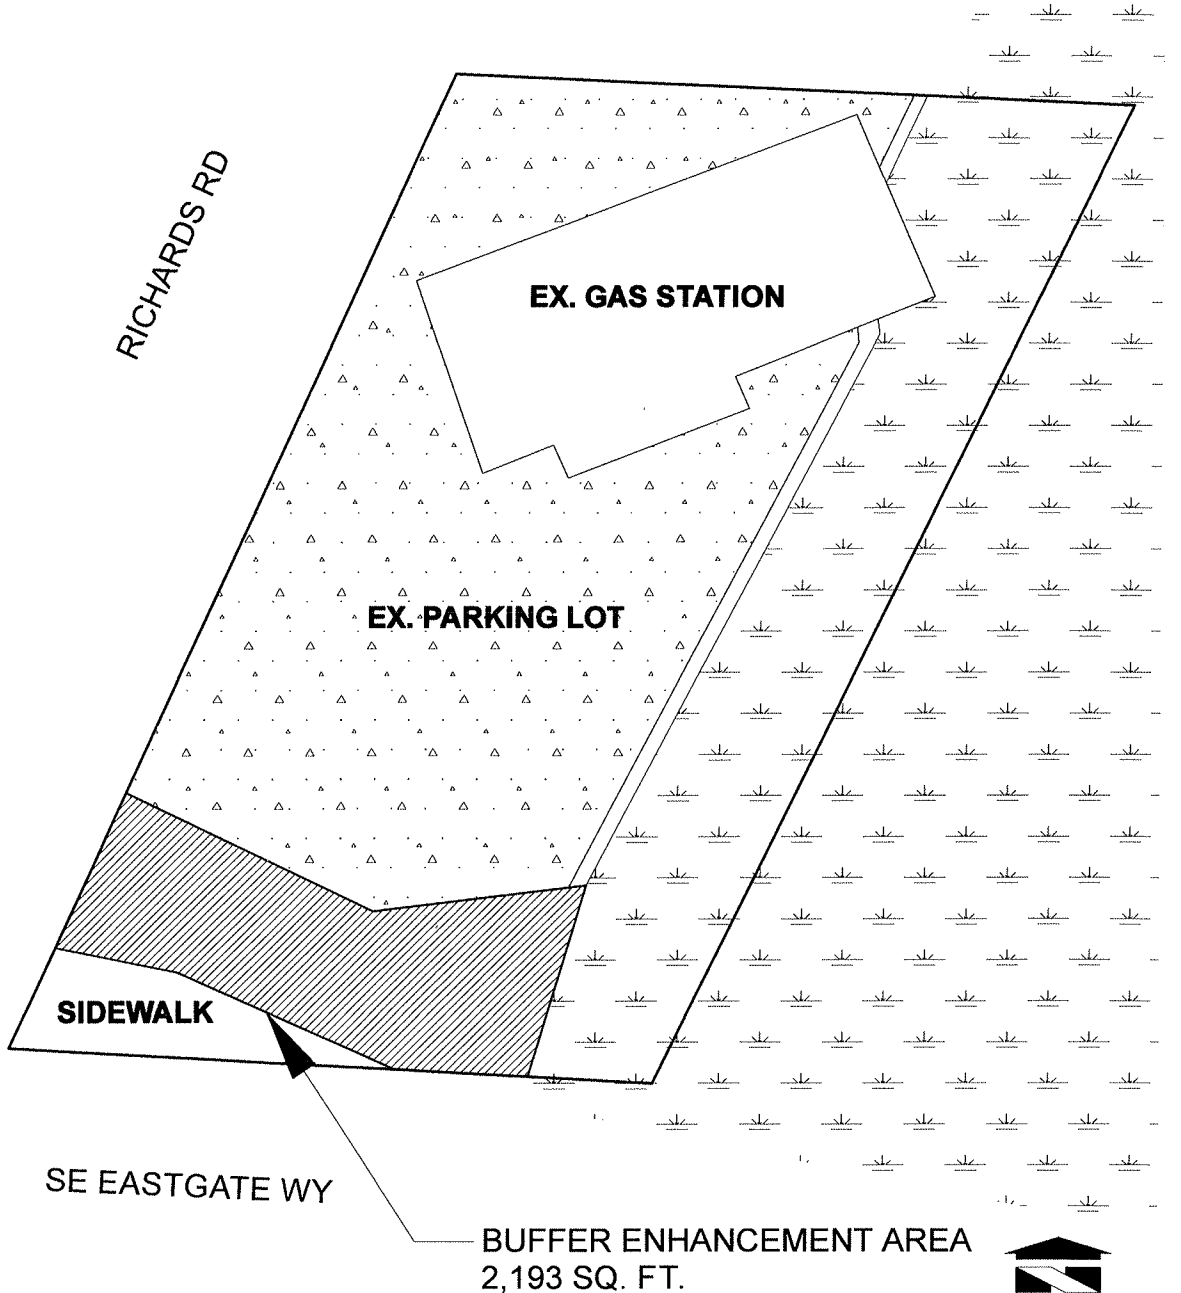 RICHARDS RD
EX. GAS STATION
EX. PARKING LOT
SIDEWALK
SE EASTGATE WY
BUFFER ENHANCEMENT AREA
2,193 SQ. FT.